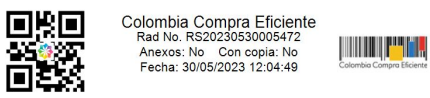 Colombia Compra Eficiente
Rad No. RS20230530005472
Anexos: No Con copia: No
Fecha: 30/05/2023 12:04:49
Colombia Compra Eficiente